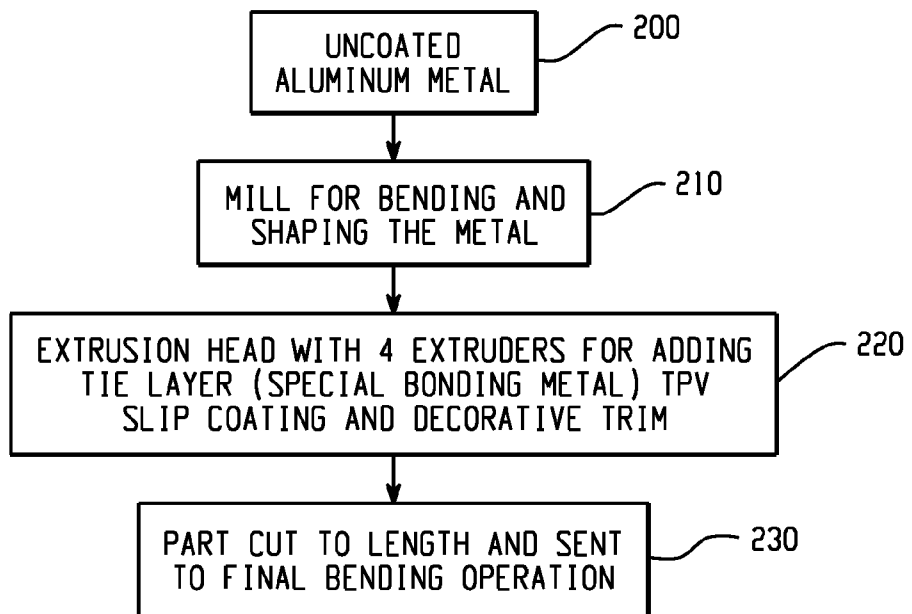 UNCOATED
ALUMINUM METAL
200
MILL FOR BENDING AND
SHAPING THE METAL
210
EXTRUSION HEAD WITH 4 EXTRUDERS FOR ADDING
TIE LAYER (SPECIAL BONDING METAL) TPV
SLIP COATING AND DECORATIVE TRIM
220
PART CUT TO LENGTH AND SENT
TO FINAL BENDING OPERATION
230